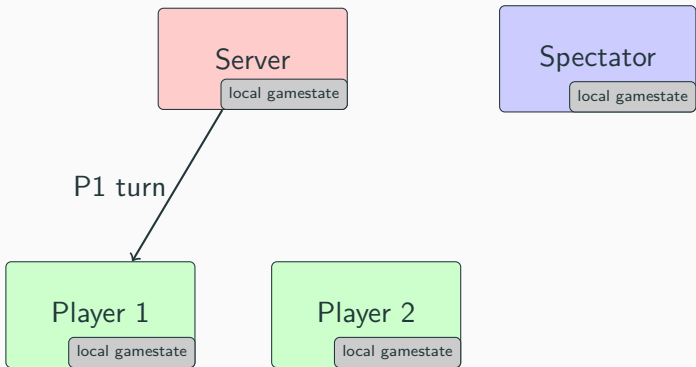 Server
local gamestate
Spectator
local gamestate
P1 turn
Player 1
local gamestate
Player 2
local gamestate